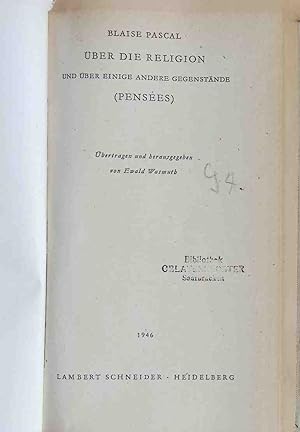 BLAISE PASCAL
ÜBER DIE RELIGION
UND ÜBER EINIGE ANDERE GEGENSTÄNDE
(PENSÉES)
Übertragen und herausgegeben
von Ewald Wasmuth
G4.
Bibliothek
1946
LAMBERT SCHNEIDER · HEIDELBERG